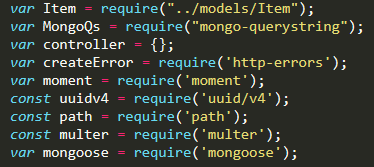 var Item = require("../models/Item");
var MongoQs = require("mongo-querystring");
var controller = {};
var createError = require('http-errors');
var moment = require('moment');
const uuidv4 = require('uuid/v4');
const path = require('path');
const multer = require('multer');
var mongoose = require('mongoose');